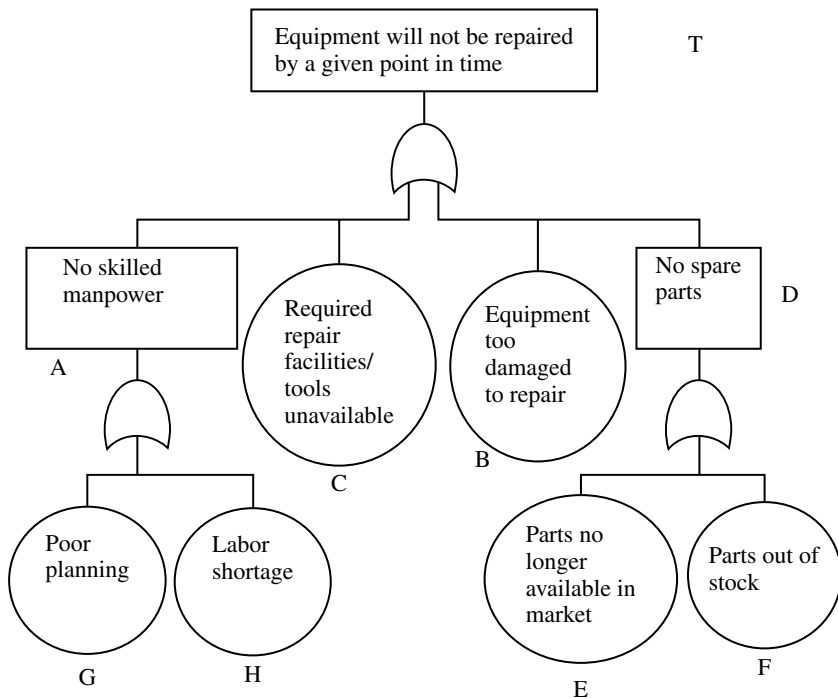 Equipment will not be repaired
by a given point in time
T
No skilled
manpower
A
Required
repair
facilities/
tools
unavailable
C
Equipment
too
damaged
to repair
B
No spare
parts
D
Poor
planning
G
Labor
shortage
H
Parts no
longer
available in
market
E
Parts out of
stock
F